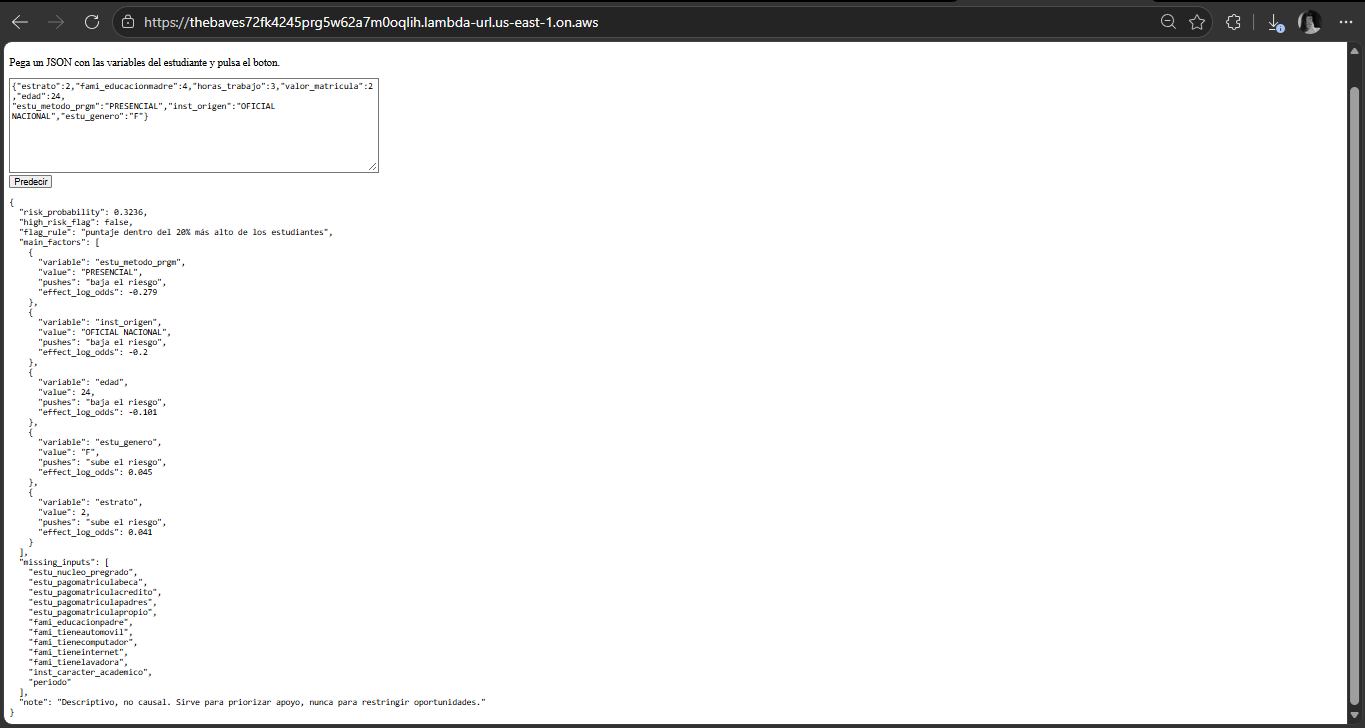 https://thebaves72fk4245prg5w62a7m0oqlih.lambda-url.us-east-1.on.aws
Pega un JSON con las variables del estudiante y pulsa el boton.
{"estrato":2,"fami_educacionmadre":4,"horas_trabajo":3,"valor_matricula":2
,"edad":24,
"estu_metodo_prgm":"PRESENCIAL","inst_origen":"OFICIAL
NACIONAL","estu_genero":"F"}
Predecir
{
  "risk_probability": 0.3236,
  "high_risk_flag": false,
  "flag_rule": "puntaje dentro del 20% más alto de los estudiantes",
  "main_factors": [
    {
      "variable": "estu_metodo_prgm",
      "value": "PRESENCIAL",
      "pushes": "baja el riesgo",
      "effect_log_odds": -0.279
    },
    {
      "variable": "inst_origen",
      "value": "OFICIAL NACIONAL",
      "pushes": "baja el riesgo",
      "effect_log_odds": -0.2
    },
    {
      "variable": "edad",
      "value": 24,
      "pushes": "baja el riesgo",
      "effect_log_odds": -0.101
    },
    {
      "variable": "estu_genero",
      "value": "F",
      "pushes": "sube el riesgo",
      "effect_log_odds": 0.045
    },
    {
      "variable": "estrato",
      "value": 2,
      "pushes": "sube el riesgo",
      "effect_log_odds": 0.041
    }
  ],
  "missing_inputs": [
    "estu_nucleo_pregrado",
    "estu_pagomatriculabeca",
    "estu_pagomatriculacredito",
    "estu_pagomatriculapadres",
    "estu_pagomatriculapropio",
    "fami_educacionpadre",
    "fami_tieneautomovil",
    "fami_tienecomputador",
    "fami_tieneinternet",
    "fami_tienelavadora",
    "inst_caracter_academico",
    "periodo"
  ],
  "note": "Descriptivo, no causal. Sirve para priorizar apoyo, nunca para restringir oportunidades."
}